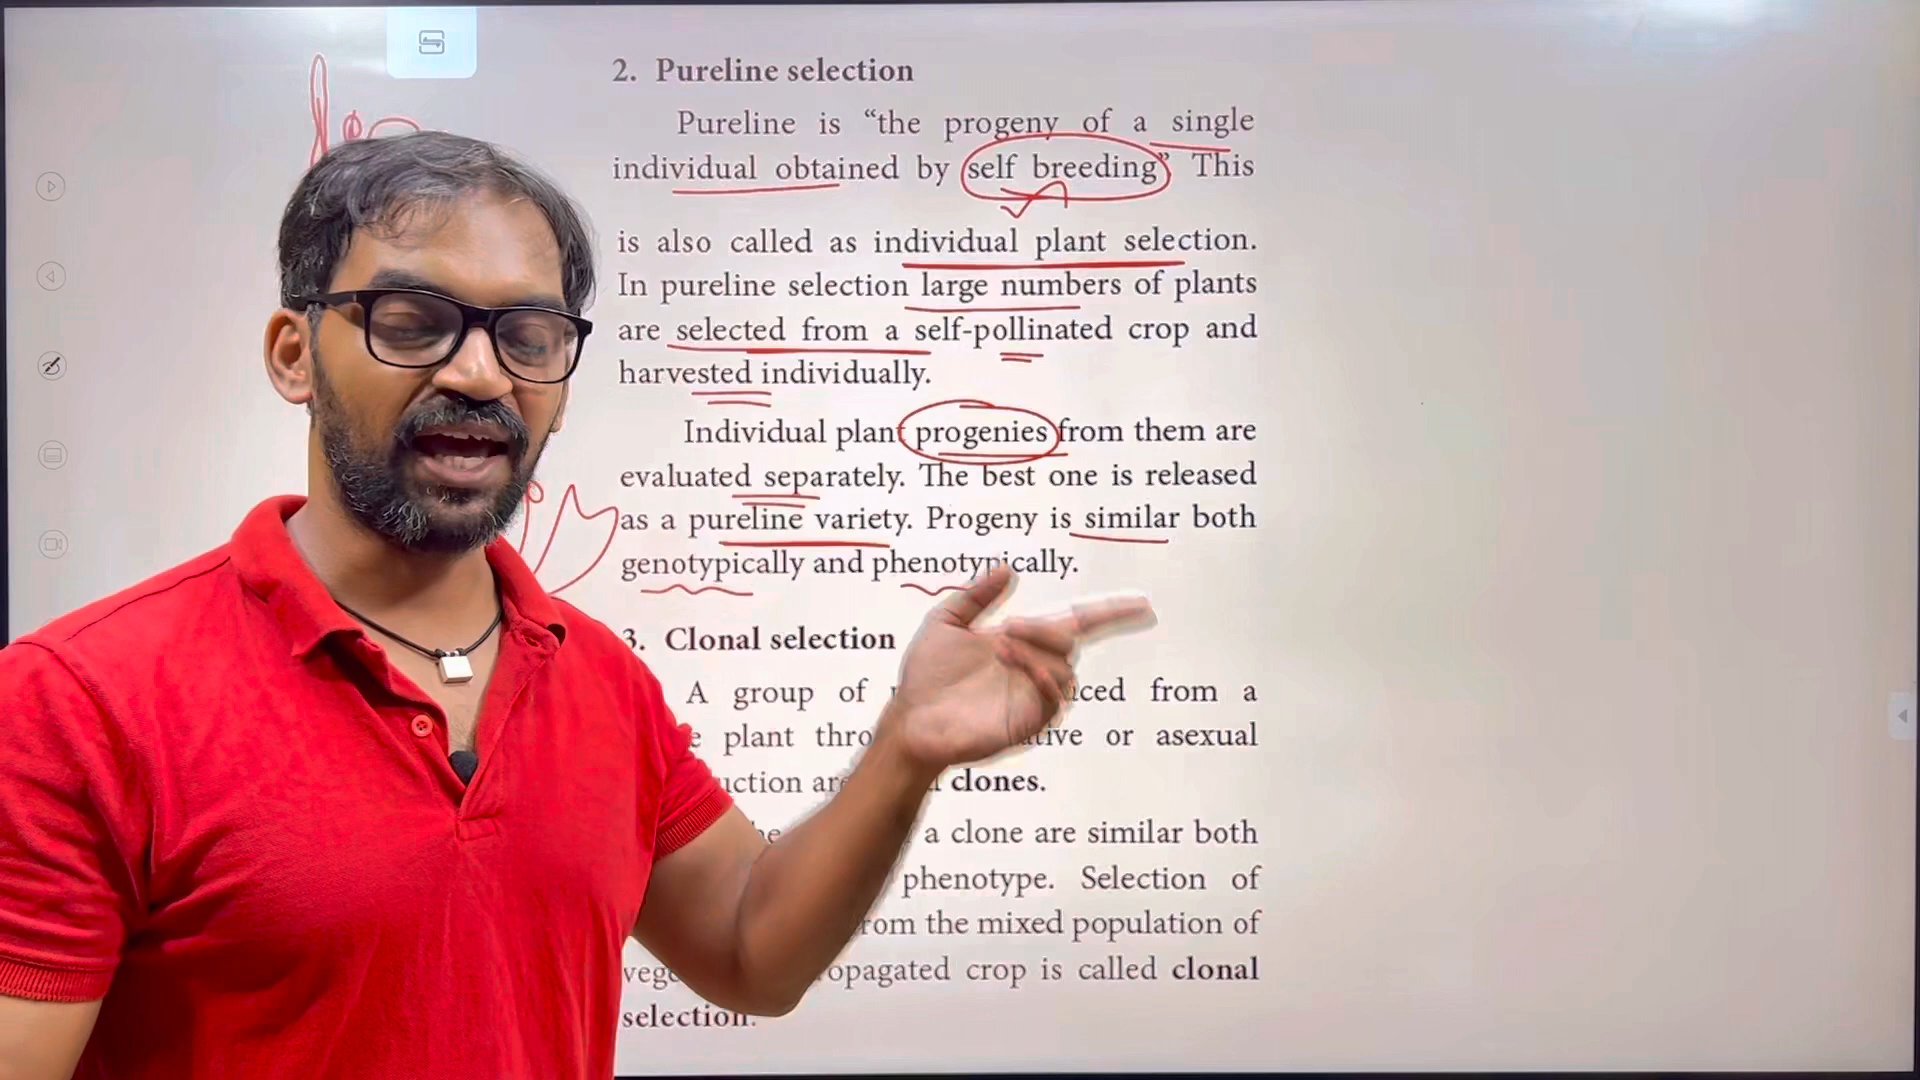 2. Pureline selection
Pureline is “the progeny of a single
individual obtained by self breeding” This
is also called as individual plant selection.
In pureline selection large numbers of plants
are selected from a self-pollinated crop and
harvested individually.
Individual plant progenies from them are
evaluated separately. The best one is released
as a pureline variety. Progeny is similar both
genotypically and phenotypically.
3. Clonal selection
A group of from a
plant or asexual
clones.
a clone are similar both
phenotype. Selection of
from the mixed population of
crop is called clonal
selection.